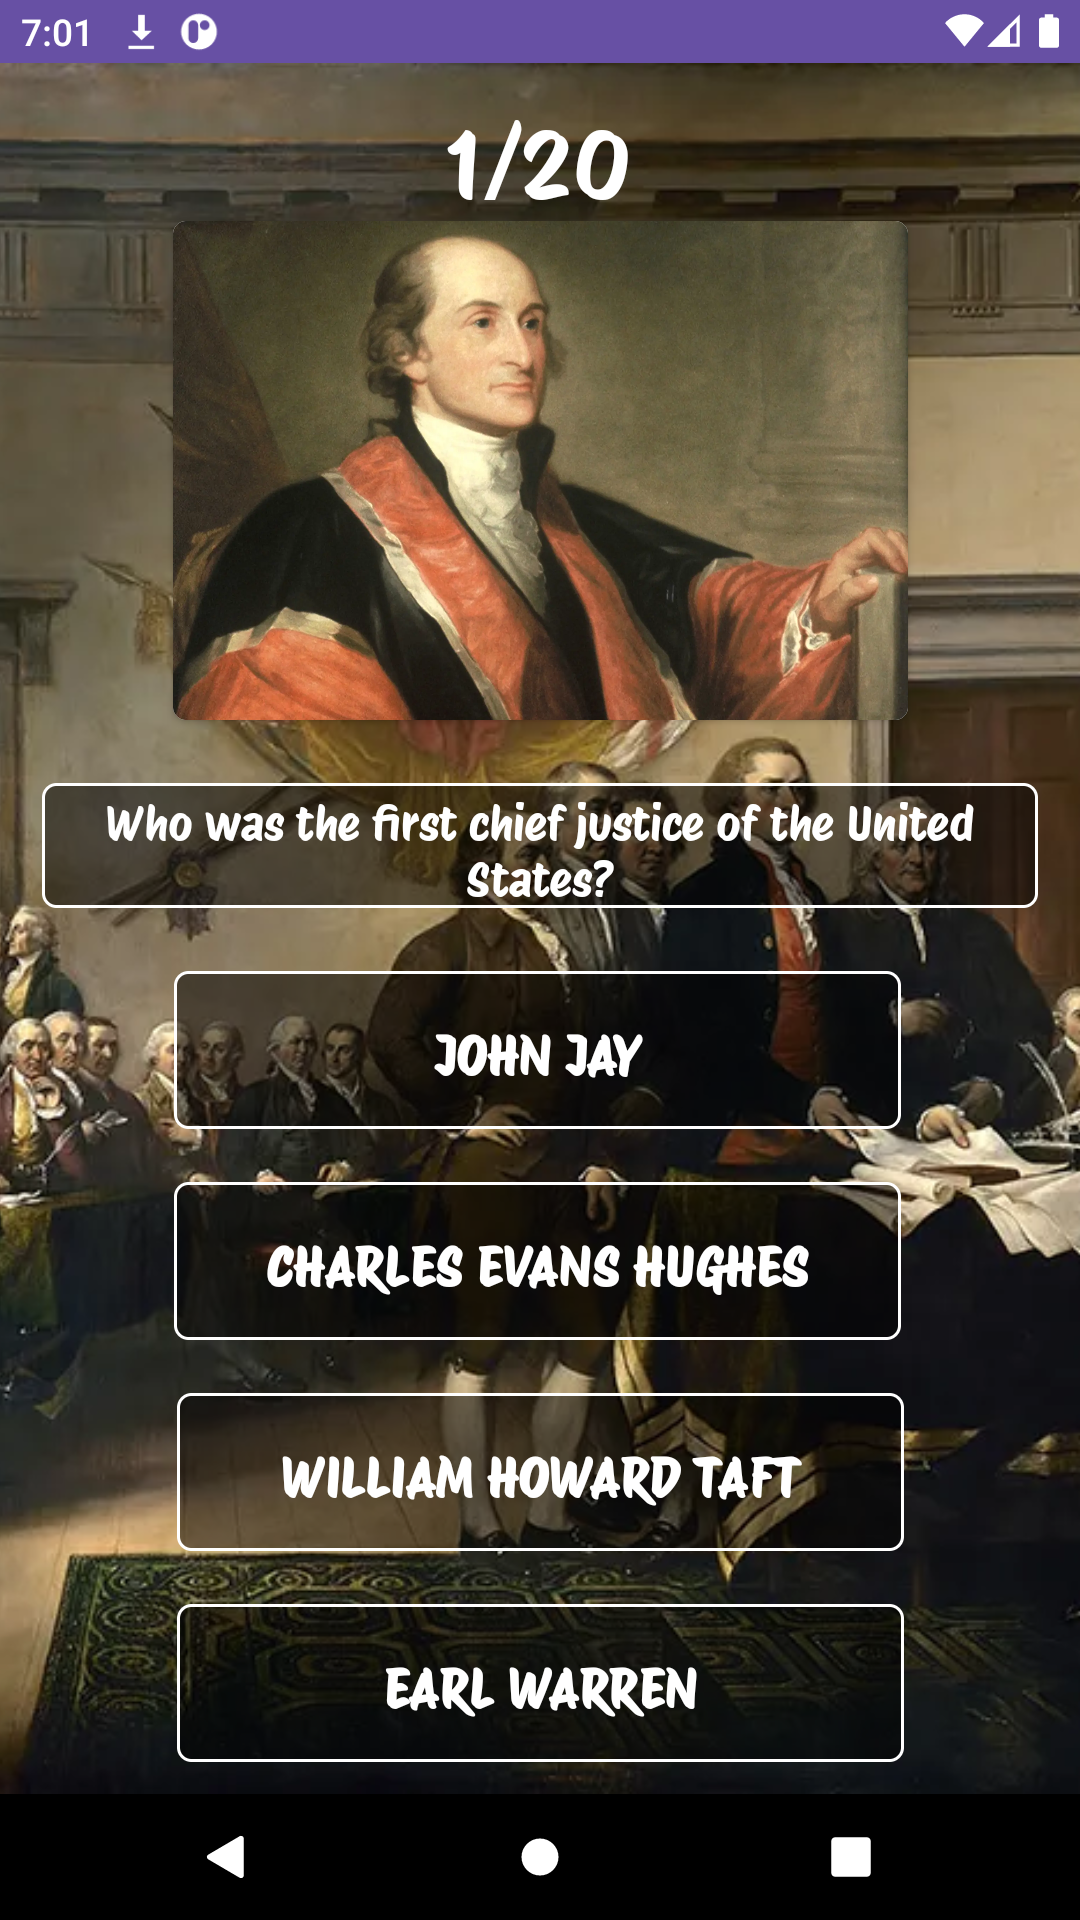 7:01
1/20
Who was the first chief justice of the United
States?
JOHN JAY
CHARLES EVANS HUGHES
WILLIAM HOWARD TAFT
EARL WARREN